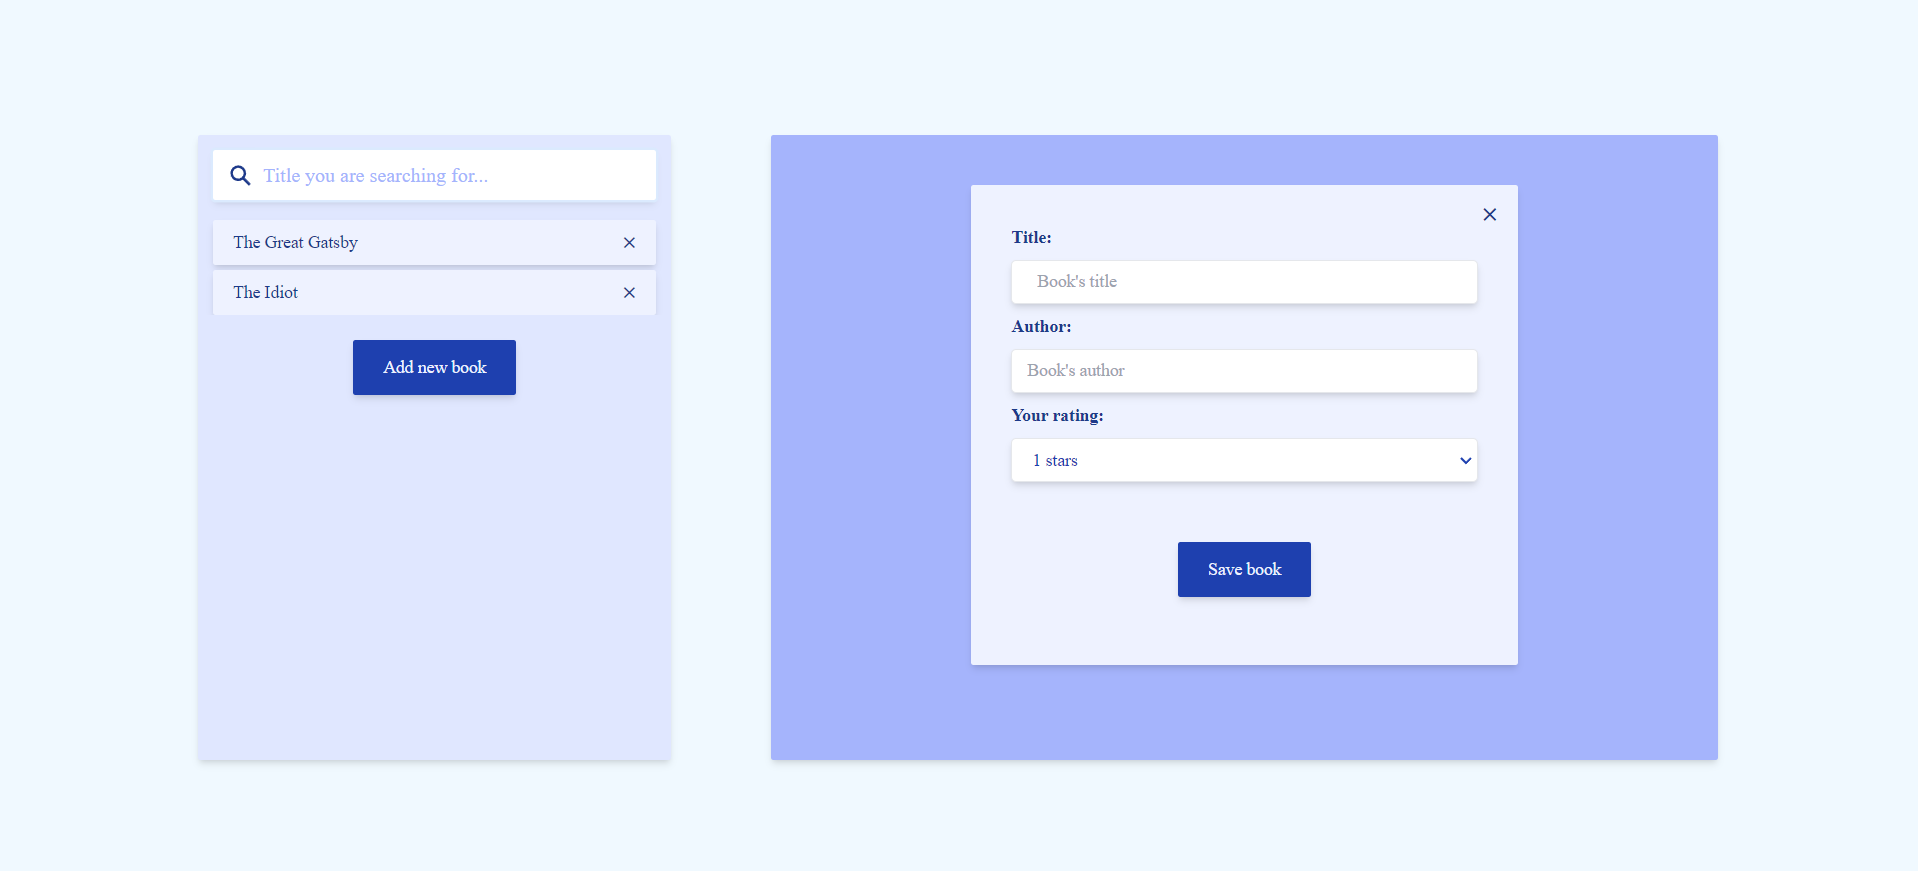 Title you are searching for...
The Great Gatsby
The Idiot
Add new book
Title:
Book's title
Author:
Book's author
Your rating:
1 stars
Save book